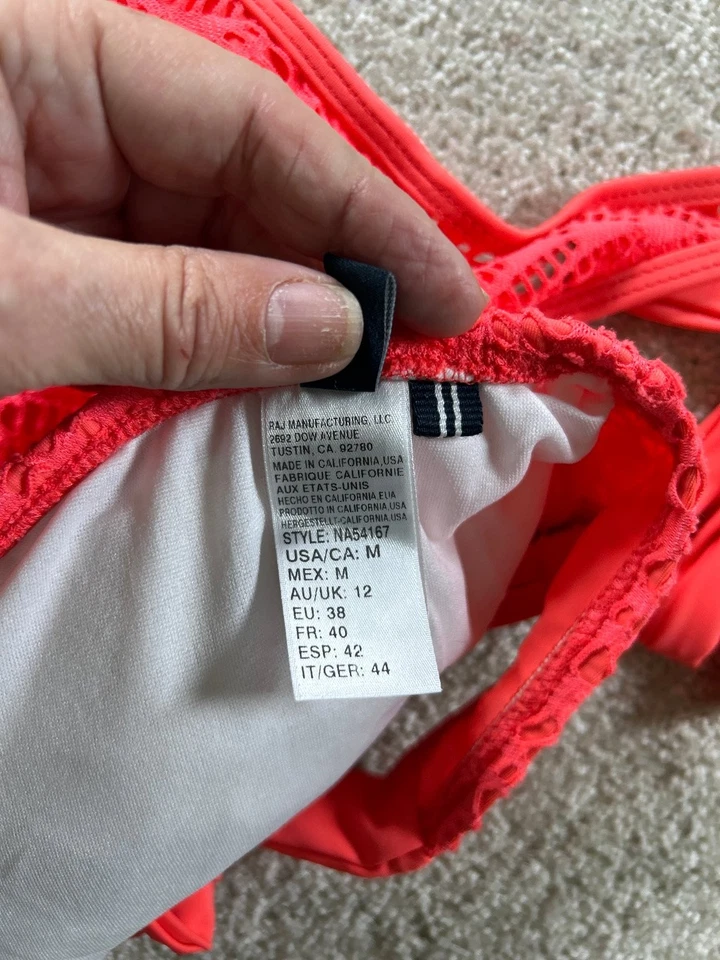 RAJ MANUFACTURING, LLC
2692 DOW AVENUE
TUSTIN, CA. 92780
MADE IN CALIFORNIA,USA
FABRIQUE CALIFORNIE
AUX ETATS-UNIS
HECHO EN CALIFORNIA,EUA
PRODOTTO IN CALIFORNIA,USA
HERGESTELLT-CALIFORNIA,USA
STYLE: NA54167
USA/CA: M
MEX: M
AU/UK: 12
EU: 38
FR: 40
ESP: 42
IT/GER: 44